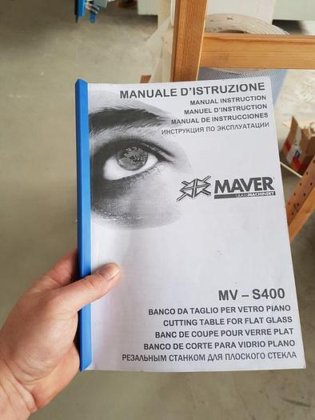 MANUALE D'ISTRUZIONE
MANUAL INSTRUCTION
MANUEL D'INSTRUCTION
MANUAL DE INSTRUCCIONES
ИНСТРУКЦИЯ ПО ЭКСПЛУАТАЦИИ
MAVER
GLASSMACHINERY
MV – S400
BANCO DA TAGLIO PER VETRO PIANO
CUTTING TABLE FOR FLAT GLASS
BANC DE COUPE POUR VERRE PLAT
BANCO DE CORTE PARA VIDRIO PLANO
РЕЗАЛЬНЫМ СТАНКОМ ДЛЯ ПЛОСКОГО СТЕКЛА